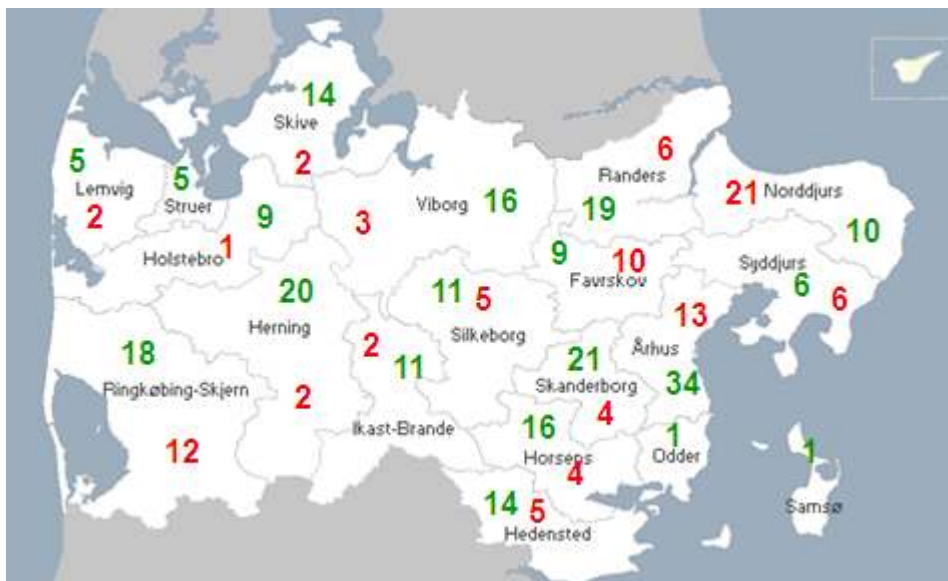 14
Skive
2
5
Lemvig
2
5
Struer
9
1
Holstebro
3
Viborg
16
6
Randers
19
21
Norddjurs
10
9
10
Favrskov
Syddjurs
6
6
20
Herning
2
11
5
Silkeborg
13
Århus
34
18
Ringkøbing-Skjern
12
2
11
Ikast-Brande
21
Skanderborg
4
16
Horsens
4
1
Odder
1
Samsø
14
5
Hedensted